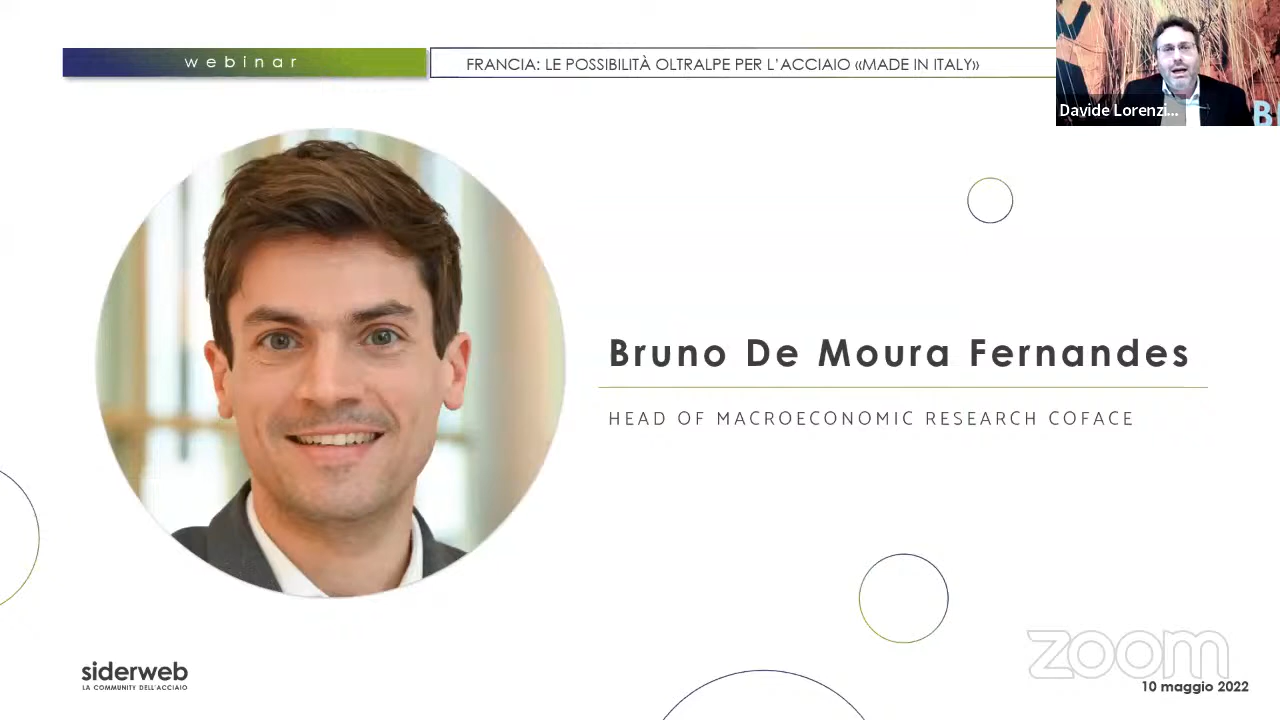 webinar
FRANCIA: LE POSSIBILITÀ OLTRALPE PER L'ACCIAIO «MADE IN ITALY»
Davide Lorenzi...
B
Bruno De Moura Fernandes
HEAD OF MACROECONOMIC RESEARCH COFACE
siderweb
LA COMMUNITY DELL'ACCIAIO
zoom
10 maggio 2022